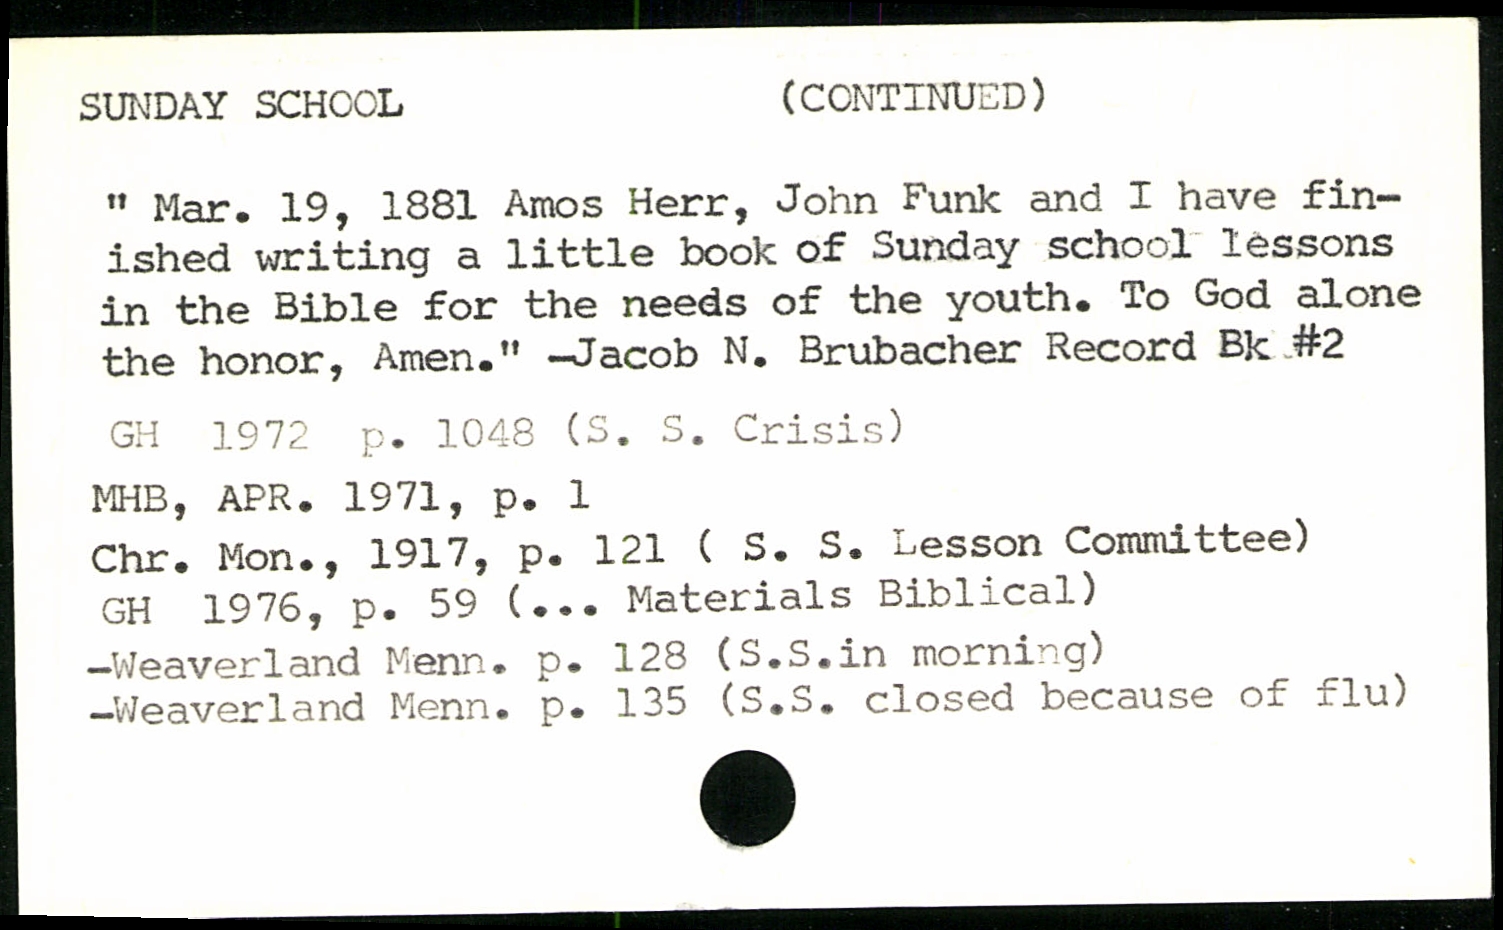 SUNDAY SCHOOL (CONTINUED)
" Mar. 19, 1881 Amos Herr, John Funk and I have fin-
ished writing a little book of Sunday school lessons
in the Bible for the needs of the youth. To God alone
the honor, Amen." -Jacob N. Brubacher Record Bk #2
GH 1972 p. 1048 (S. S. Crisis)
MHB, APR. 1971, p. 1
Chr. Mon., 1917, p. 121 ( S. S. Lesson Committee)
GH 1976, p. 59 (... Materials Biblical)
-Weaverland Menn. p. 128 (S.S.in morning)
-Weaverland Menn. p. 135 (S.S. closed because of flu)